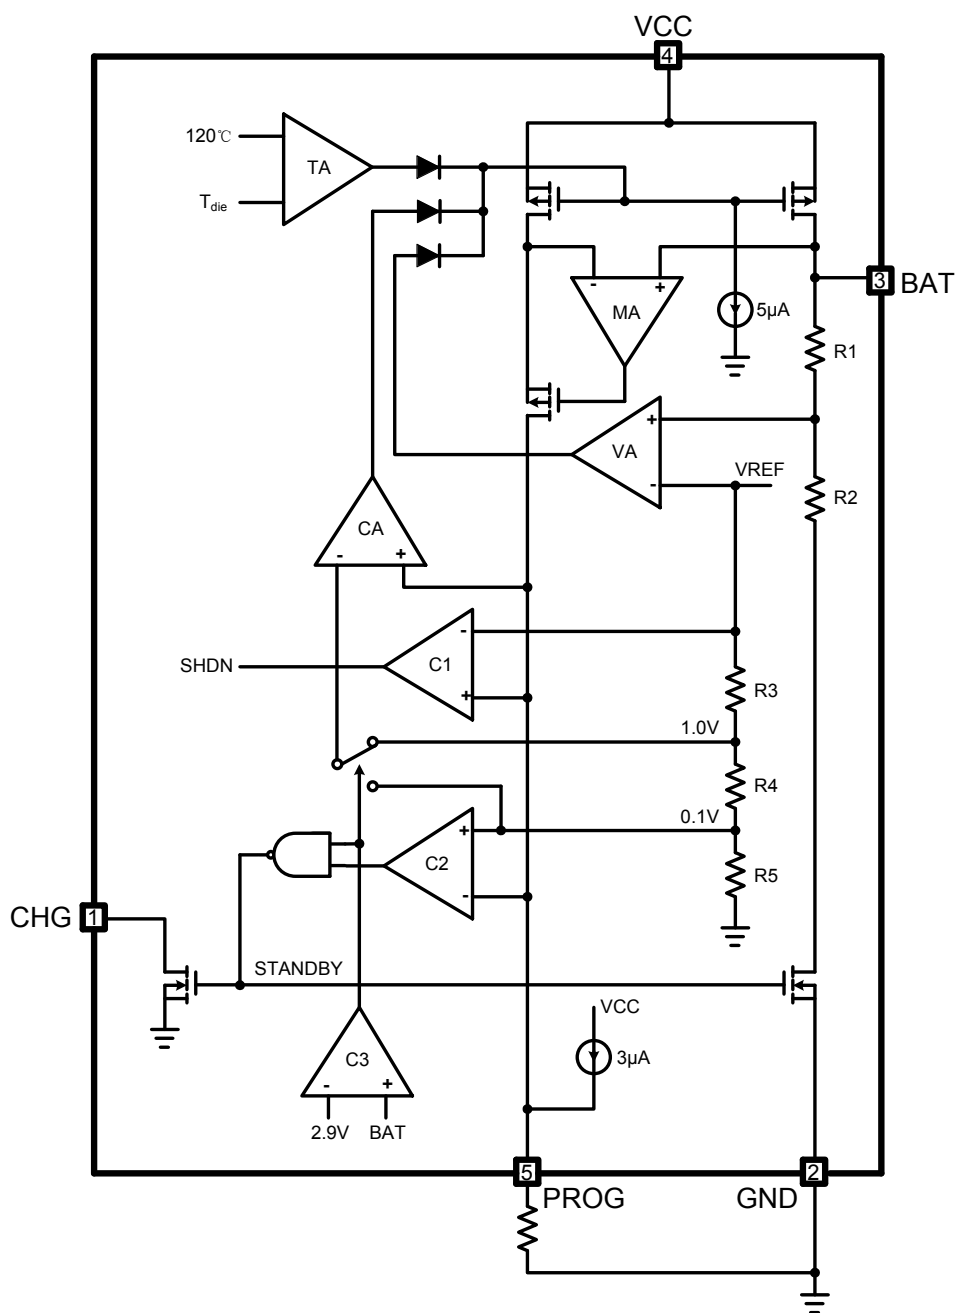 VCC
4
120℃
TA
T_die
3
BAT
- +
MA
5μA
R1
+
VA
-
VREF
R2
CA
- +
-
C1
+
SHDN
R3
1.0V
R4
0.1V
+
C2
-
R5
CHG
1
STANDBY
VCC
3μA
C3
- +
2.9V BAT
5
PROG
2
GND